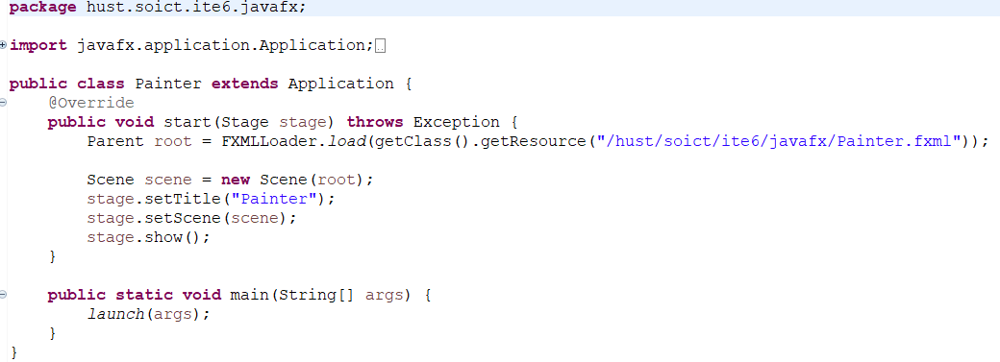 package hust.soict.ite6.javafx;
import javafx.application.Application;
public class Painter extends Application {
@Override
public void start(Stage stage) throws Exception {
Parent root = FXMLLoader.load(getClass().getResource("/hust/soict/ite6/javafx/Painter.fxml"));
Scene scene = new Scene(root);
stage.setTitle("Painter");
stage.setScene(scene);
stage.show();
}
public static void main(String[] args) {
launch(args);
}
}